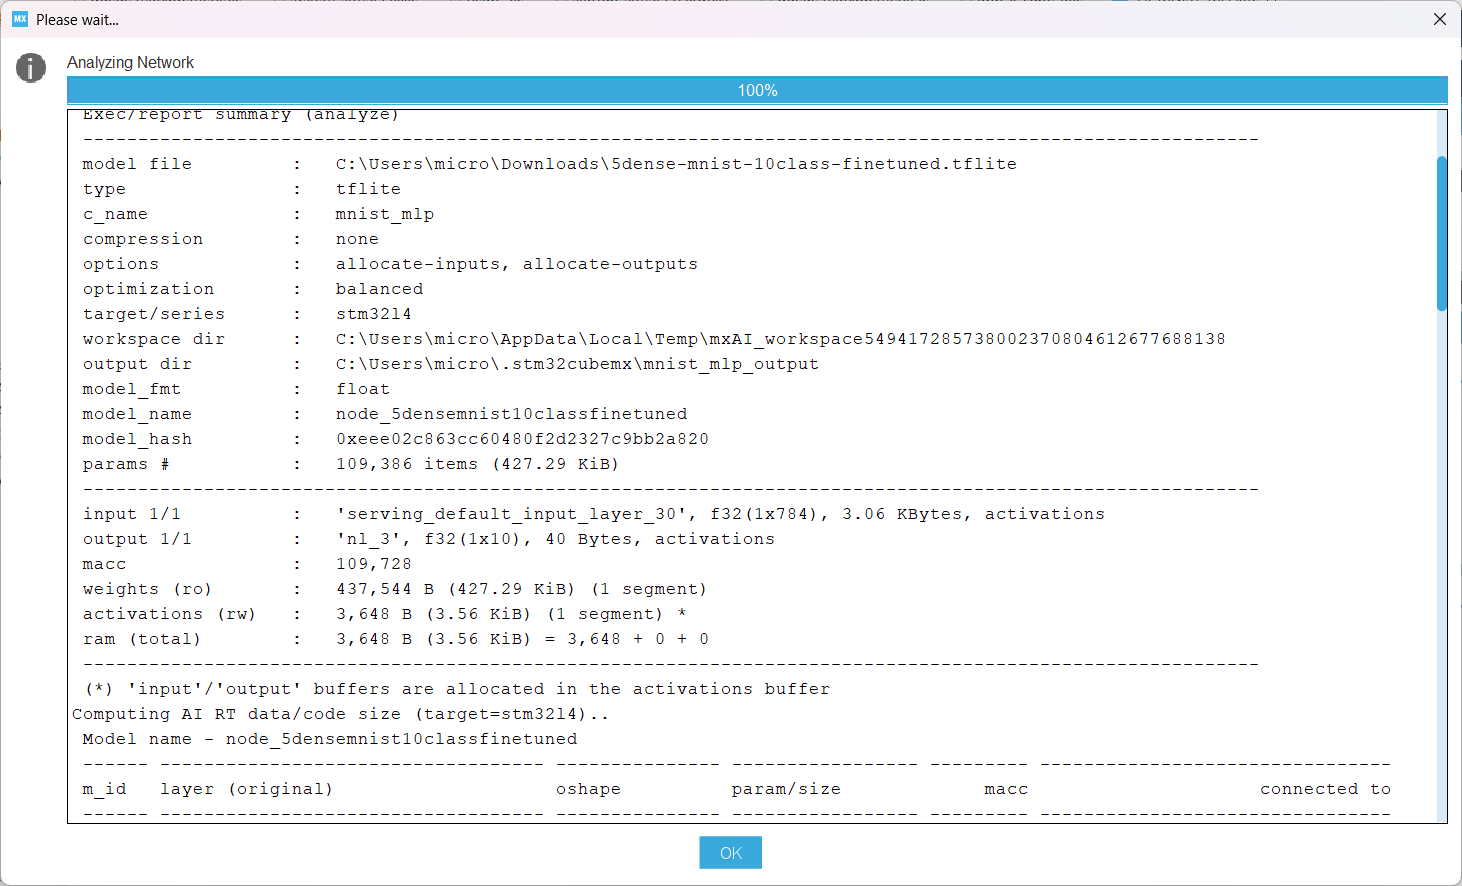 MX Please wait...
Analyzing Network
100%
Exec/report summary (analyze)
----------------------------------------------------------------------------------------------------------
model file : C:\Users\micro\Downloads\5dense-mnist-10class-finetuned.tflite
type : tflite
c_name : mnist_mlp
compression : none
options : allocate-inputs, allocate-outputs
optimization : balanced
target/series : stm32l4
workspace dir : C:\Users\micro\AppData\Local\Temp\mxAI_workspace5494172857380023708046126776881​38
output dir : C:\Users\micro\.stm32cubemx\mnist_mlp_output
model_fmt : float
model_name : node_5densemnist10classfinetuned
model_hash : 0xeee02c863cc60480f2d2327c9bb2a820
params # : 109,386 items (427.29 KiB)
----------------------------------------------------------------------------------------------------------
input 1/1 : 'serving_default_input_layer_30', f32(1x784), 3.06 KBytes, activations
output 1/1 : 'nl_3', f32(1x10), 40 Bytes, activations
macc : 109,728
weights (ro) : 437,544 B (427.29 KiB) (1 segment)
activations (rw) : 3,648 B (3.56 KiB) (1 segment) *
ram (total) : 3,648 B (3.56 KiB) = 3,648 + 0 + 0
----------------------------------------------------------------------------------------------------------
(*) 'input'/'output' buffers are allocated in the activations buffer
Computing AI RT data/code size (target=stm32l4)..
Model name - node_5densemnist10classfinetuned
------ ----------------------------------- --------------- ----------------- --------- --------------------------------
m_id layer (original) oshape param/size macc connected to
------ ----------------------------------- --------------- ----------------- --------- --------------------------------
OK